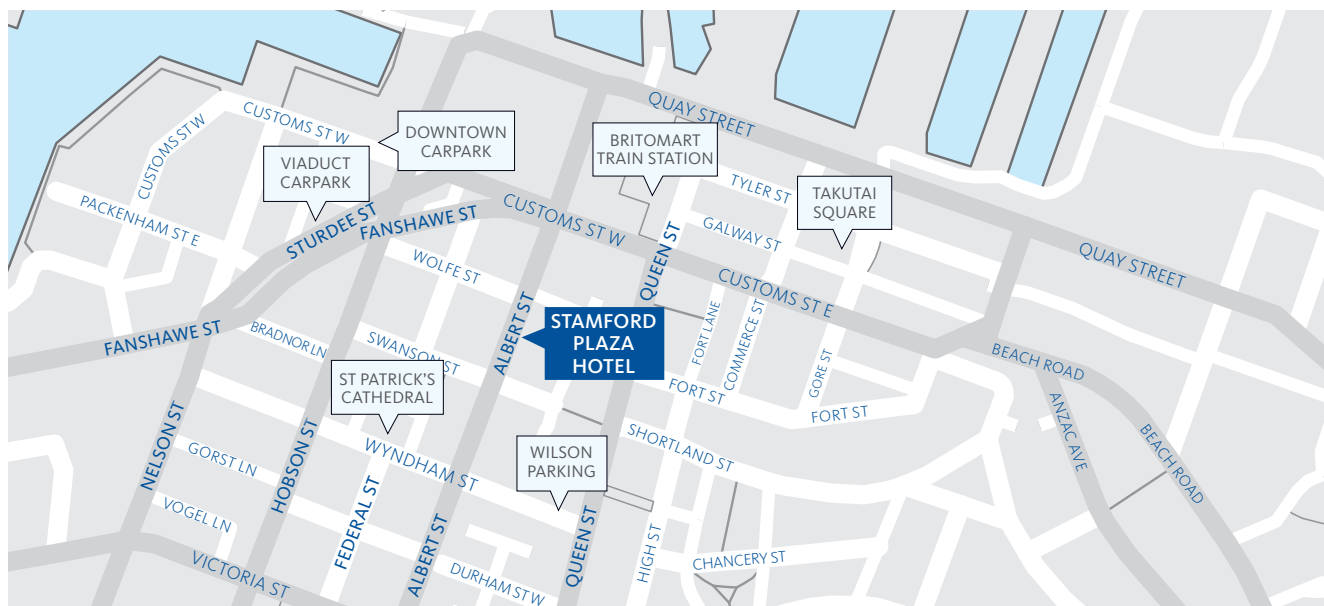 QUAY STREET
CUSTOMS ST W
DOWNTOWN
CARPARK
BRITOMART
TRAIN STATION
CUSTOMS ST W
VIADUCT
CARPARK
TYLER ST
TAKUTAI
SQUARE
PACKENHAM ST E
STURDEE ST
FANSHAWE ST
CUSTOMS ST W
GALWAY ST
QUAY STREET
WOLFE ST
QUEEN ST
CUSTOMS ST E
FANSHAWE ST
BRADNOR LN
SWANSON ST
ALBERT ST
STAMFORD
PLAZA
HOTEL
FORT LANE
COMMERCE ST
GORE ST
BEACH ROAD
ST PATRICK'S
CATHEDRAL
FORT ST
FORT ST
ANZAC AVE
BEACH ROAD
NELSON ST
GORST LN
HOBSON ST
WYNDHAM ST
WILSON
PARKING
SHORTLAND ST
VOGEL LN
FEDERAL ST
ALBERT ST
QUEEN ST
HIGH ST
CHANCERY ST
VICTORIA ST
DURHAM ST W